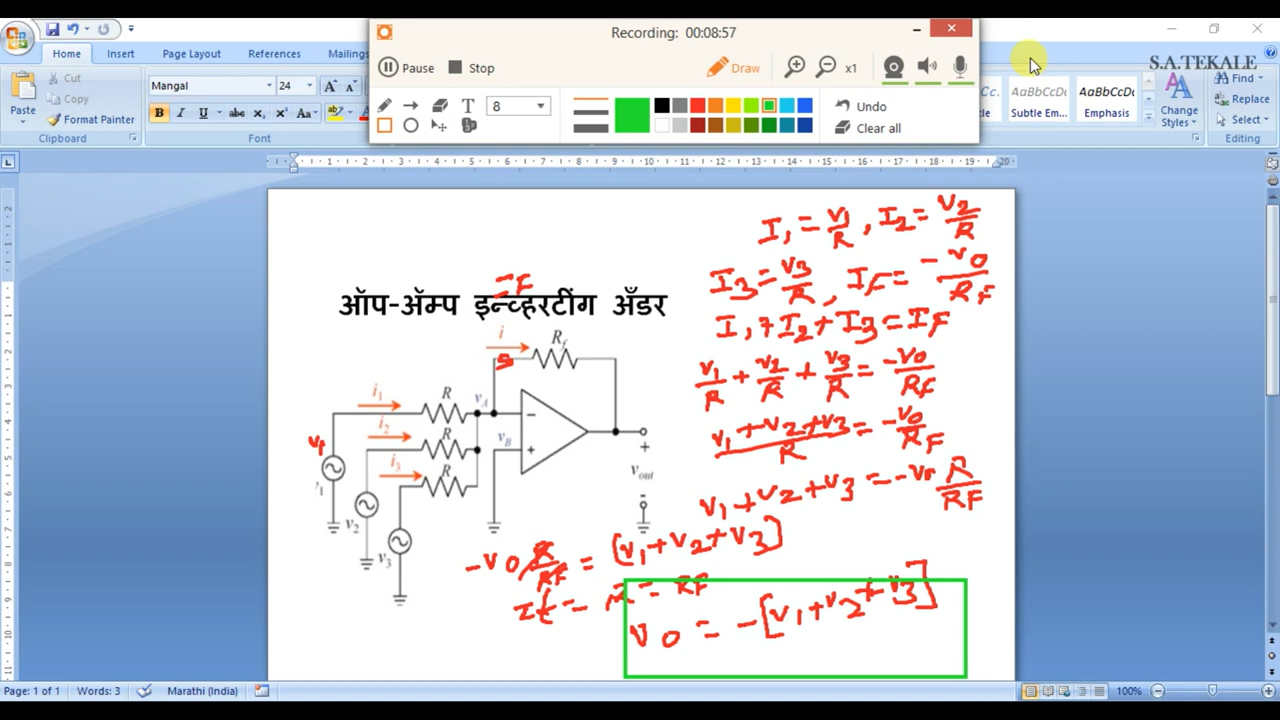 Recording: 00:08:57
Home Insert Page Layout References Mailings
Pause Stop Draw x1
S.A.TEKALE
Cut
Copy
Format Painter
Paste
Mangal 24
T 8
Undo
Clear all
Subtle Em... Emphasis
Change Styles
Find
Replace
Select
Clipboard Font Editing
I1 = V1/R, I2 = V2/R
I3 = V3/R, IF = -V0/RF
I1 + I2 + I3 = IF
V1/R + V2/R + V3/R = -V0/RF
V1+V2+V3/R = -V0/RF
V1+V2+V3 = -V0 R/RF
ऑप-ॲम्प इन्व्हरटींग ॲंडर
i Rf
i1 R vA
i2 R vB
i3 R
V1
v2
v3
− + + vout -
-V0 R/RF = [V1+V2+V3]
If = R = RF
V0 = -[V1+V2+V3]
Page: 1 of 1 Words: 3 Marathi (India) 100%